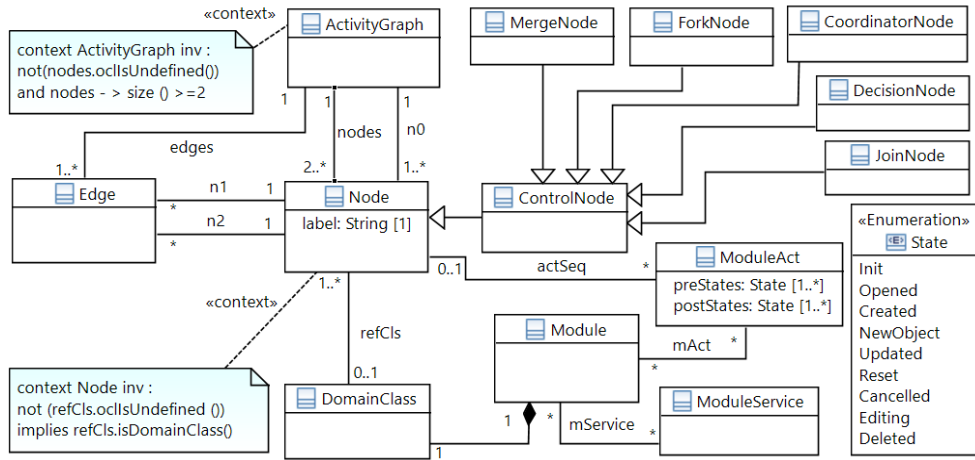 «context»
ActivityGraph
MergeNode
ForkNode
CoordinatorNode
context ActivityGraph inv :
not(nodes.oclIsUndefined())
and nodes - > size () >=2
DecisionNode
1
1
1
nodes
n0
edges
JoinNode
1..*
2..*
1..*
Edge
n1
1
*
n2
1
*
Node
label: String [1]
ControlNode
«Enumeration»
State
Init
Opened
Created
NewObject
Updated
Reset
Cancelled
Editing
Deleted
0..1
actSeq
*
ModuleAct
preStates: State [1..*]
postStates: State [1..*]
«context»
1..*
refCls
0..1
Module
mAct
*
*
context Node inv :
not (refCls.oclIsUndefined ())
implies refCls.isDomainClass()
DomainClass
1
1
*
mService
*
ModuleService